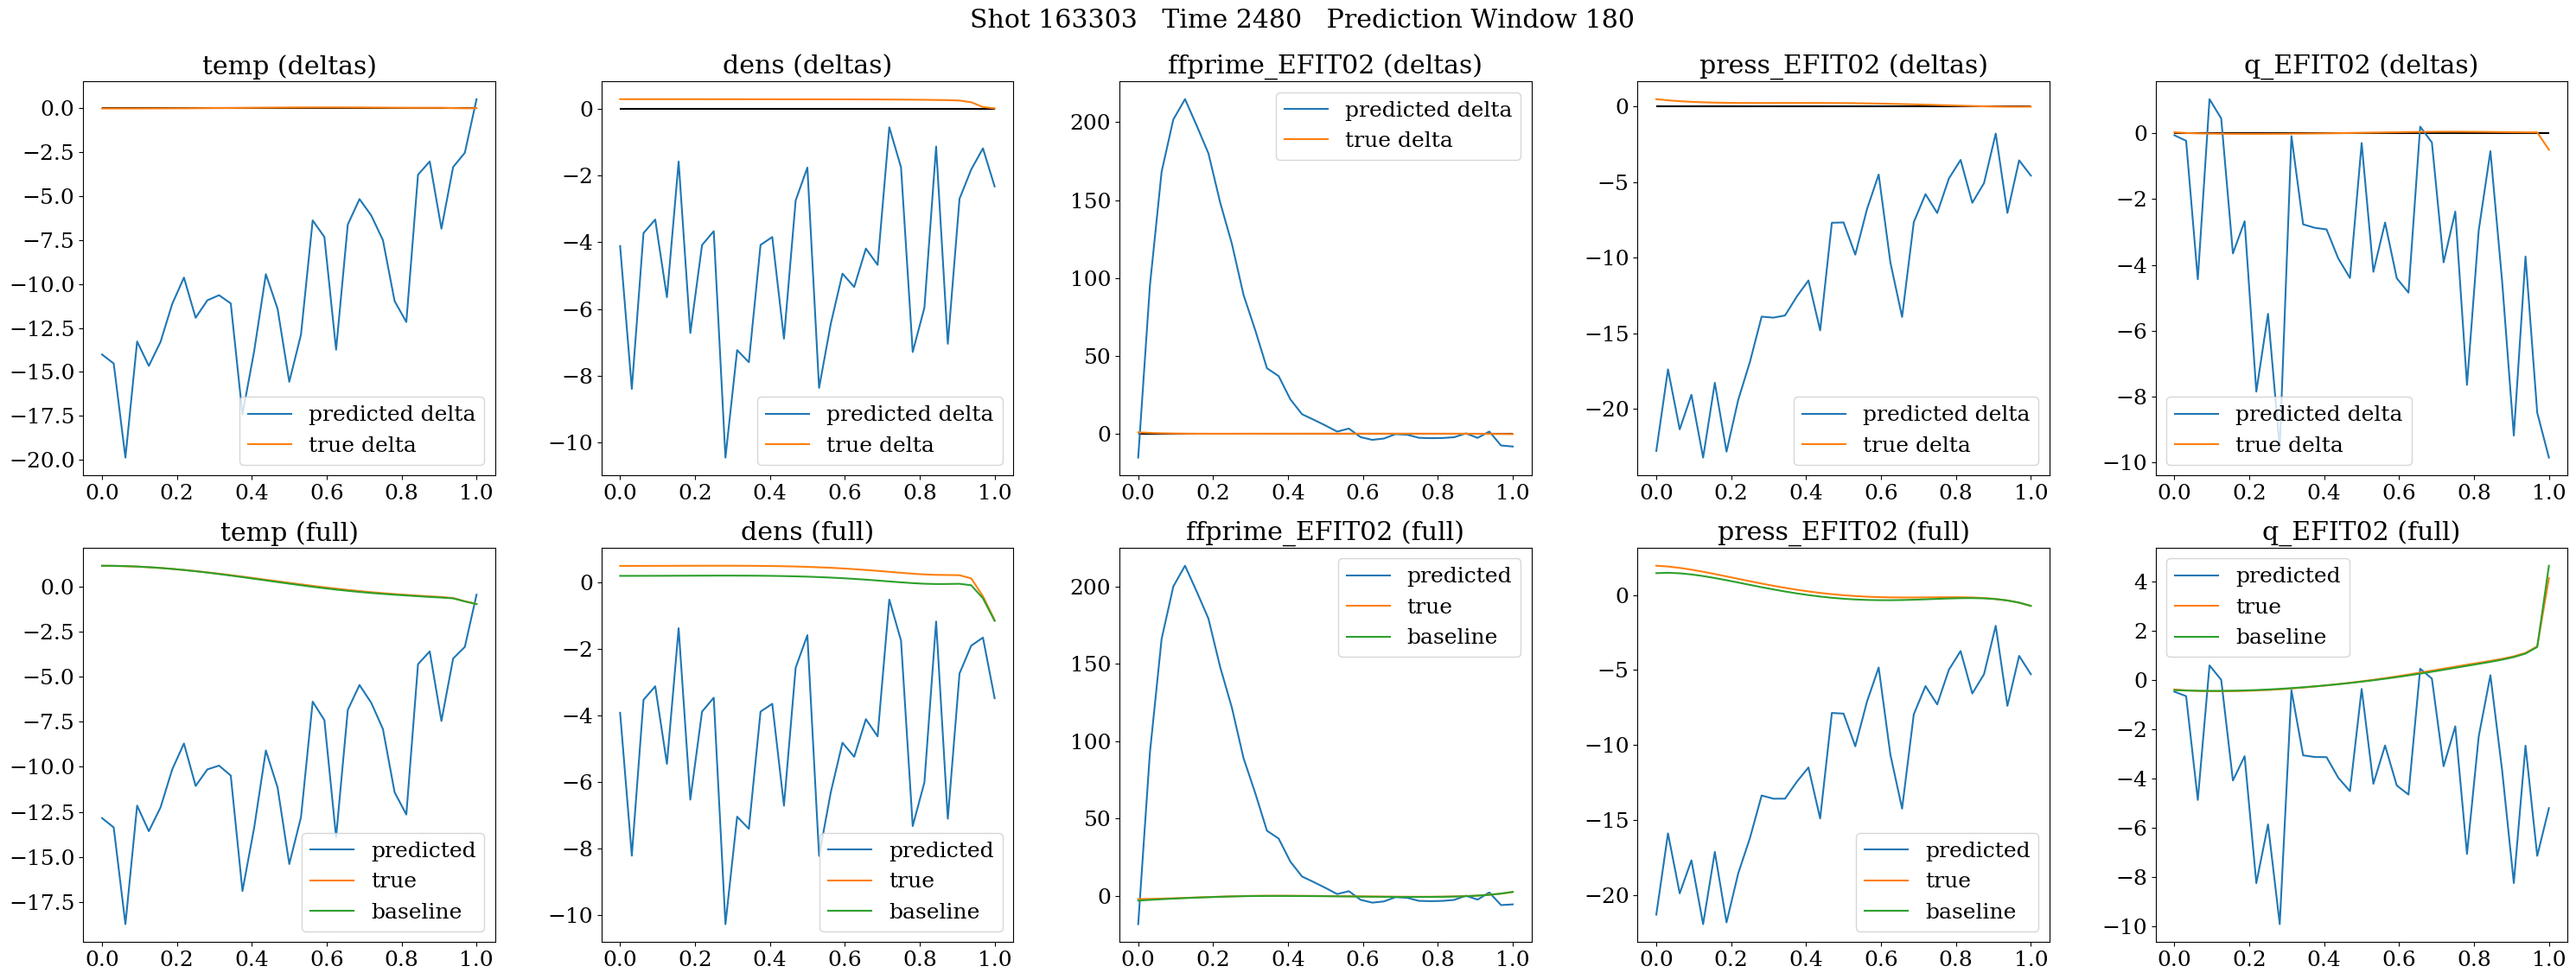 Shot 163303   Time 2480   Prediction Window 180
temp (deltas)
0.0
−2.5
−5.0
−7.5
−10.0
−12.5
−15.0
−17.5
−20.0
predicted delta
true delta
0.0 0.2 0.4 0.6 0.8 1.0
dens (deltas)
0
−2
−4
−6
−8
−10
predicted delta
true delta
0.0 0.2 0.4 0.6 0.8 1.0
ffprime_EFIT02 (deltas)
200
150
100
50
0
predicted delta
true delta
0.0 0.2 0.4 0.6 0.8 1.0
press_EFIT02 (deltas)
0
−5
−10
−15
−20
predicted delta
true delta
0.0 0.2 0.4 0.6 0.8 1.0
q_EFIT02 (deltas)
0
−2
−4
−6
−8
−10
predicted delta
true delta
0.0 0.2 0.4 0.6 0.8 1.0
temp (full)
0.0
−2.5
−5.0
−7.5
−10.0
−12.5
−15.0
−17.5
predicted
true
baseline
0.0 0.2 0.4 0.6 0.8 1.0
dens (full)
0
−2
−4
−6
−8
−10
predicted
true
baseline
0.0 0.2 0.4 0.6 0.8 1.0
ffprime_EFIT02 (full)
200
150
100
50
0
predicted
true
baseline
0.0 0.2 0.4 0.6 0.8 1.0
press_EFIT02 (full)
0
−5
−10
−15
−20
predicted
true
baseline
0.0 0.2 0.4 0.6 0.8 1.0
q_EFIT02 (full)
4
2
0
−2
−4
−6
−8
−10
predicted
true
baseline
0.0 0.2 0.4 0.6 0.8 1.0